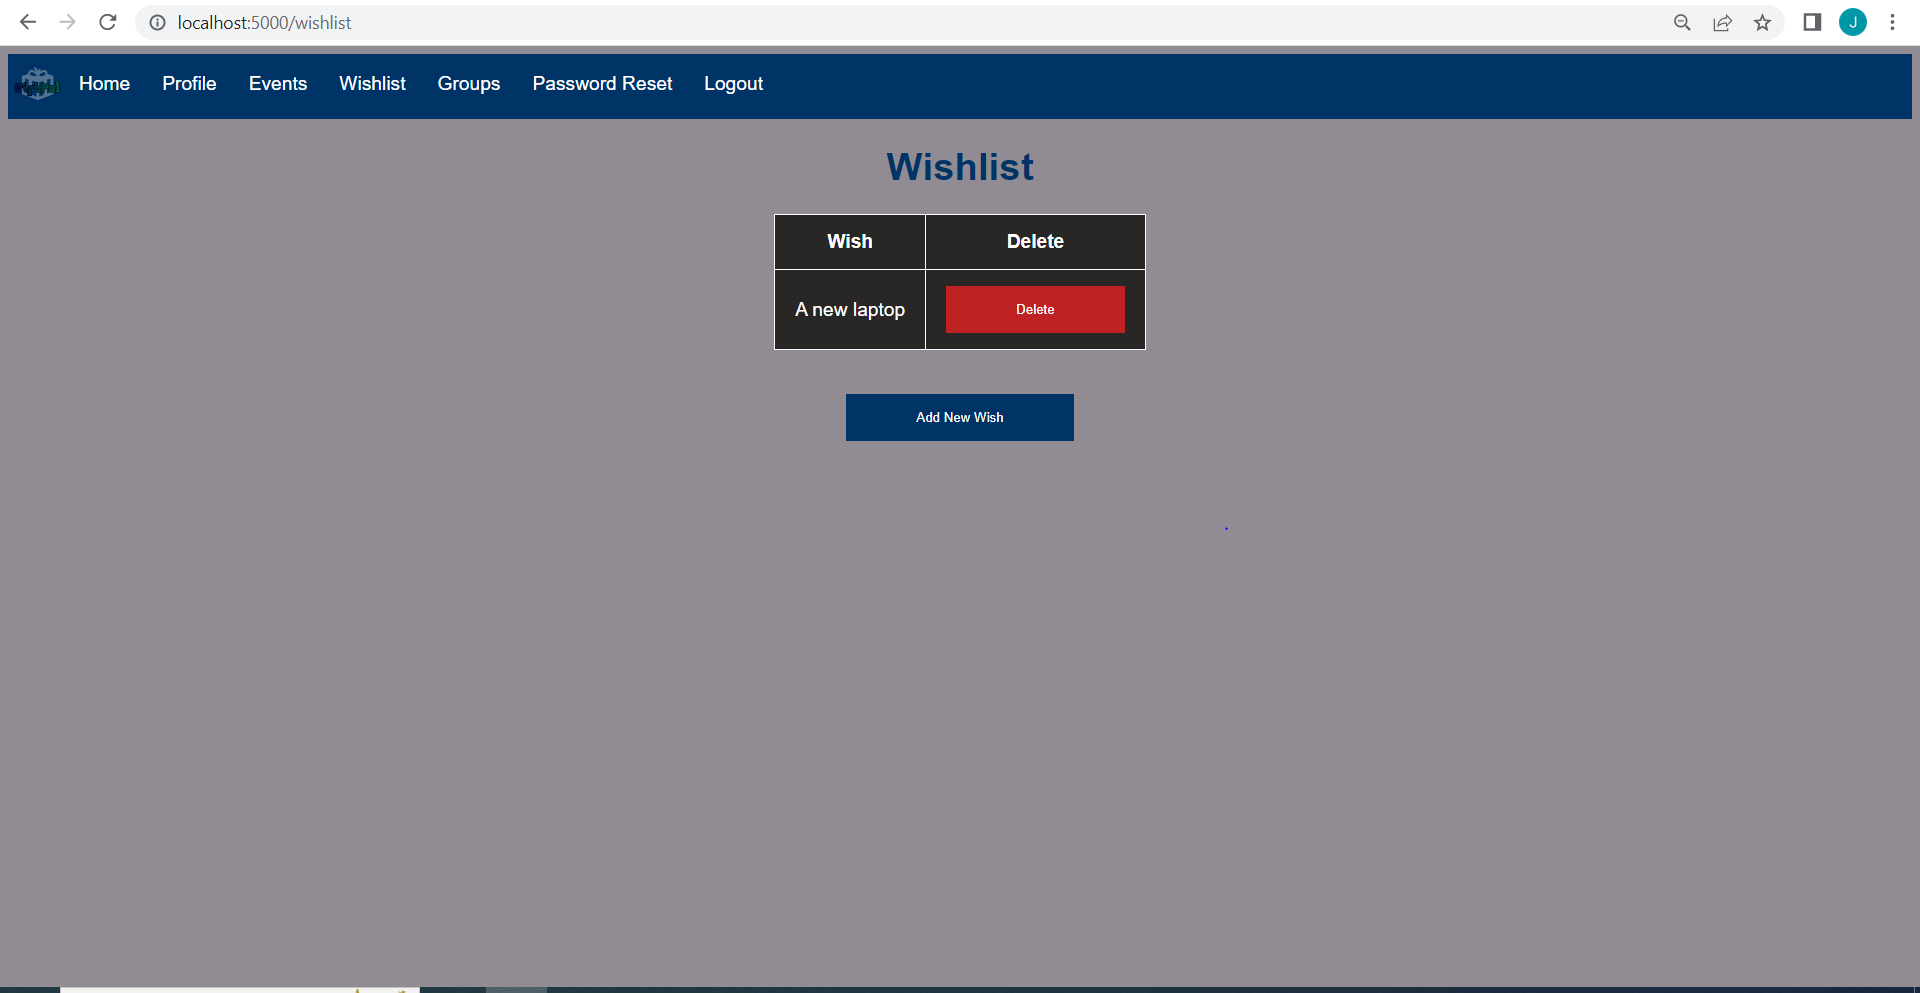 localhost:5000/wishlist
J
Home Profile Events Wishlist Groups Password Reset Logout
Wishlist
Wish Delete
A new laptop Delete
Add New Wish